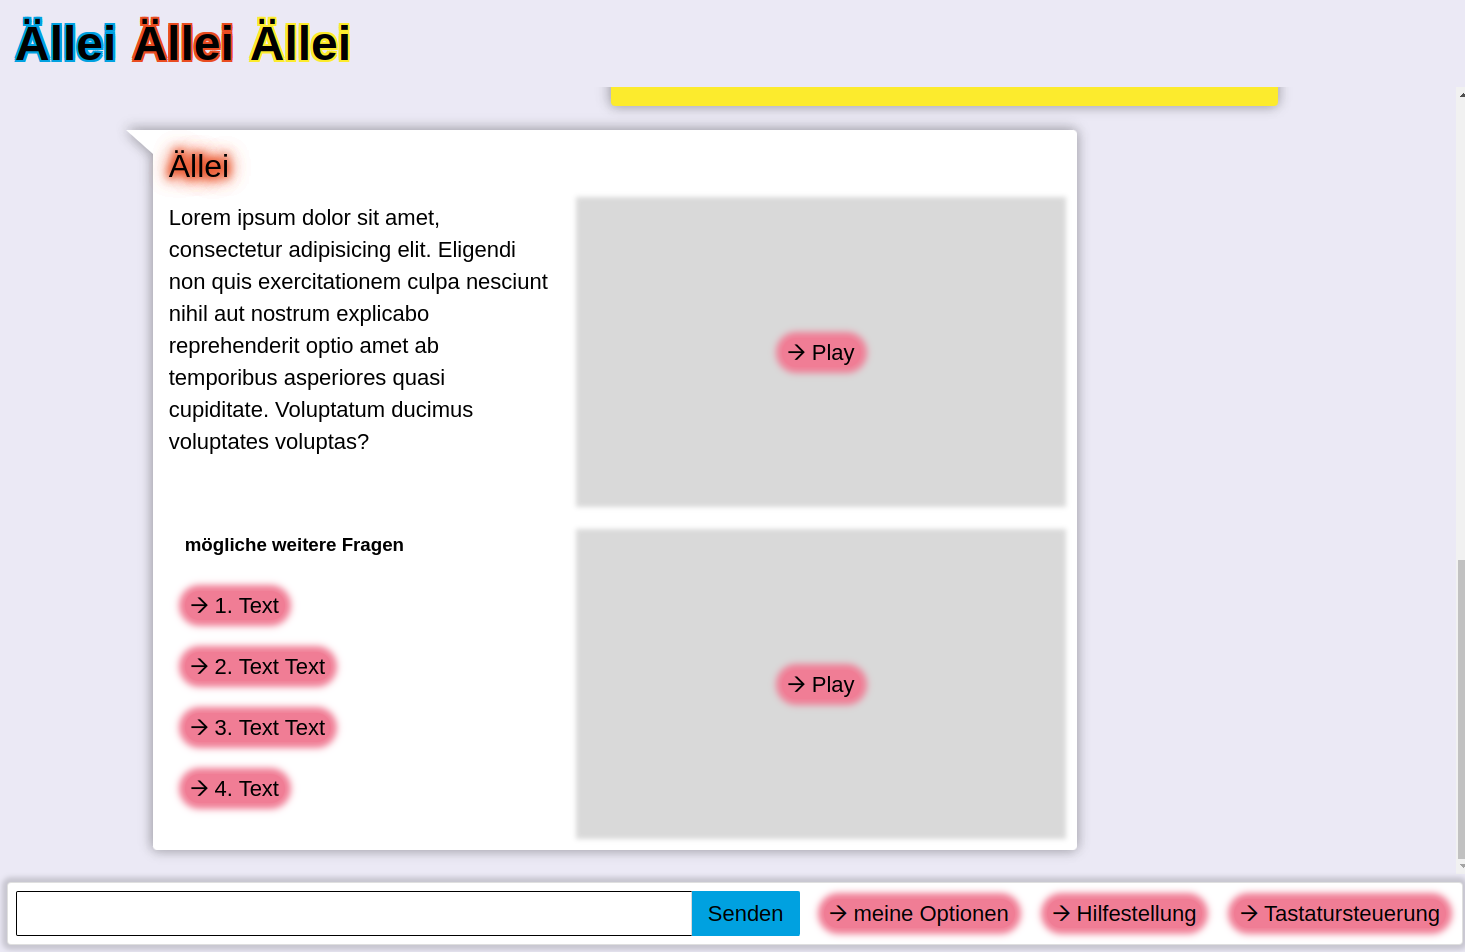 Ällei Ällei Ällei
Ällei
Lorem ipsum dolor sit amet,
consectetur adipisicing elit. Eligendi
non quis exercitationem culpa nesciunt
nihil aut nostrum explicabo
reprehenderit optio amet ab
temporibus asperiores quasi
cupiditate. Voluptatum ducimus
voluptates voluptas?
→ Play
mögliche weitere Fragen
→ 1. Text
→ 2. Text Text
→ 3. Text Text
→ 4. Text
→ Play
Senden → meine Optionen → Hilfestellung → Tastatursteuerung